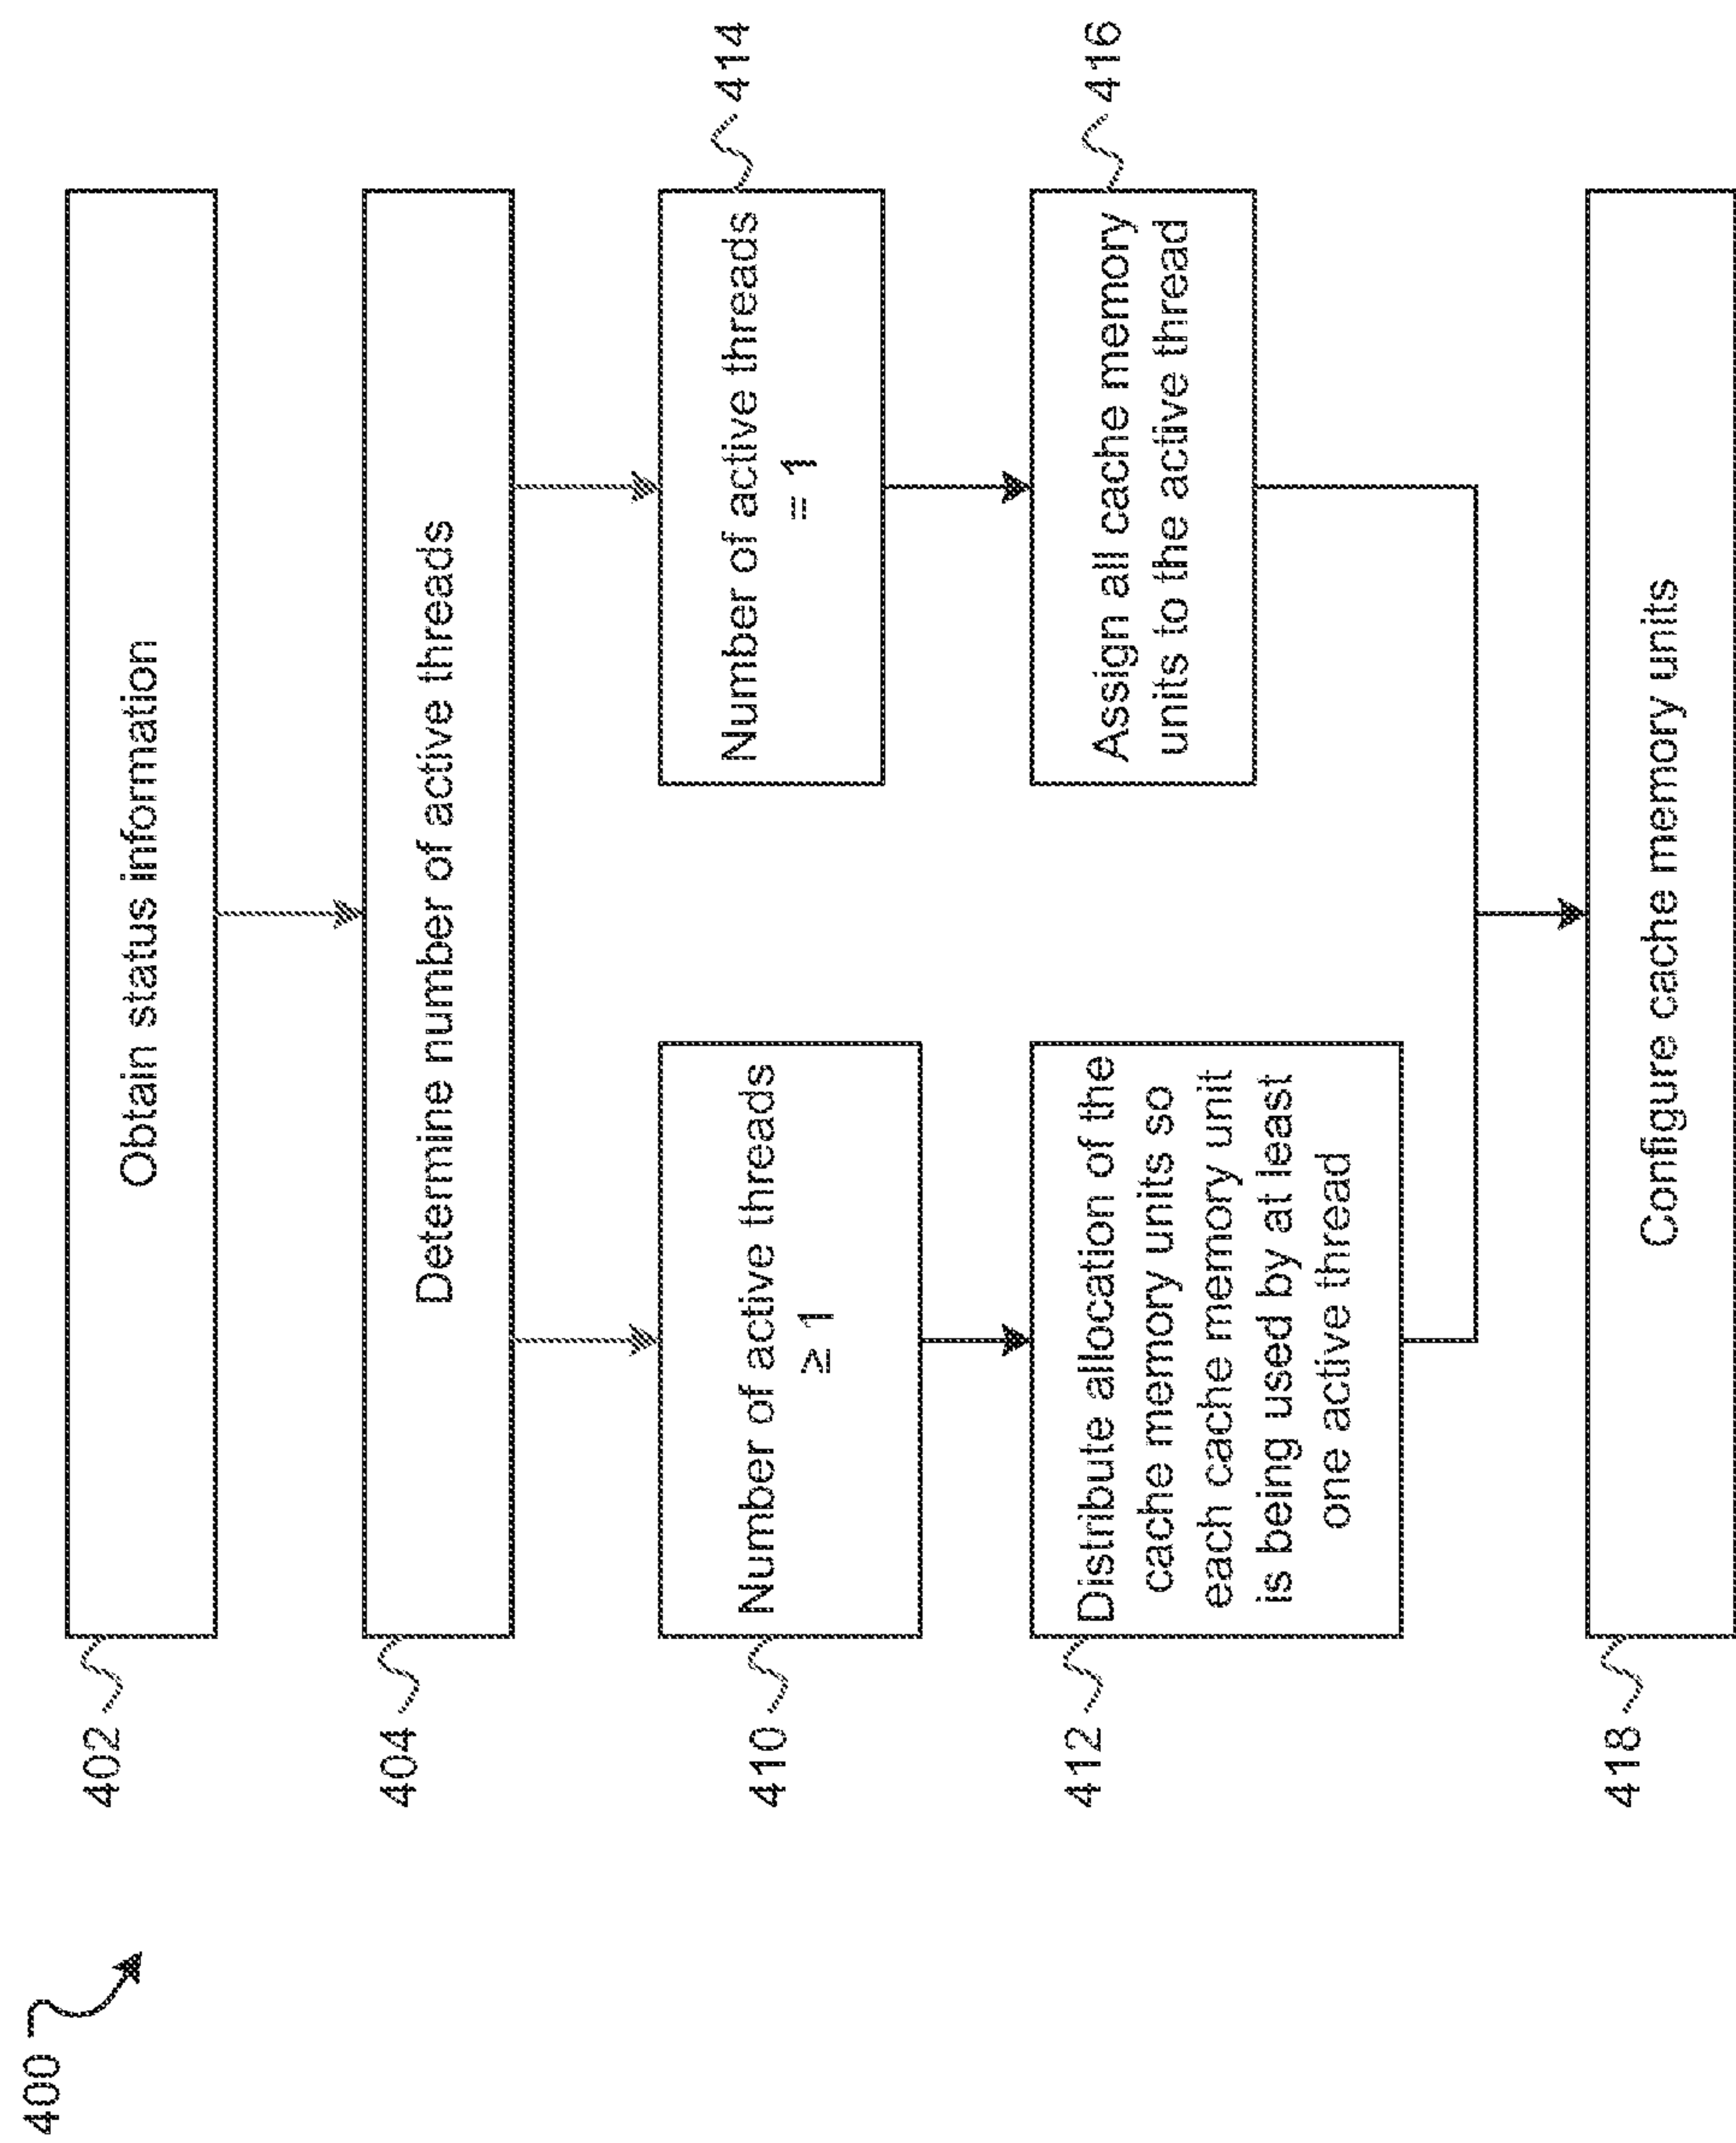 400
402
Obtain status information
404
Determine number of active threads
410
Number of active threads
≥ 1
414
Number of active threads
= 1
412
Distribute allocation of the
cache memory units so
each cache memory unit
is being used by at least
one active thread
416
Assign all cache memory
units to the active thread
418
Configure cache memory units